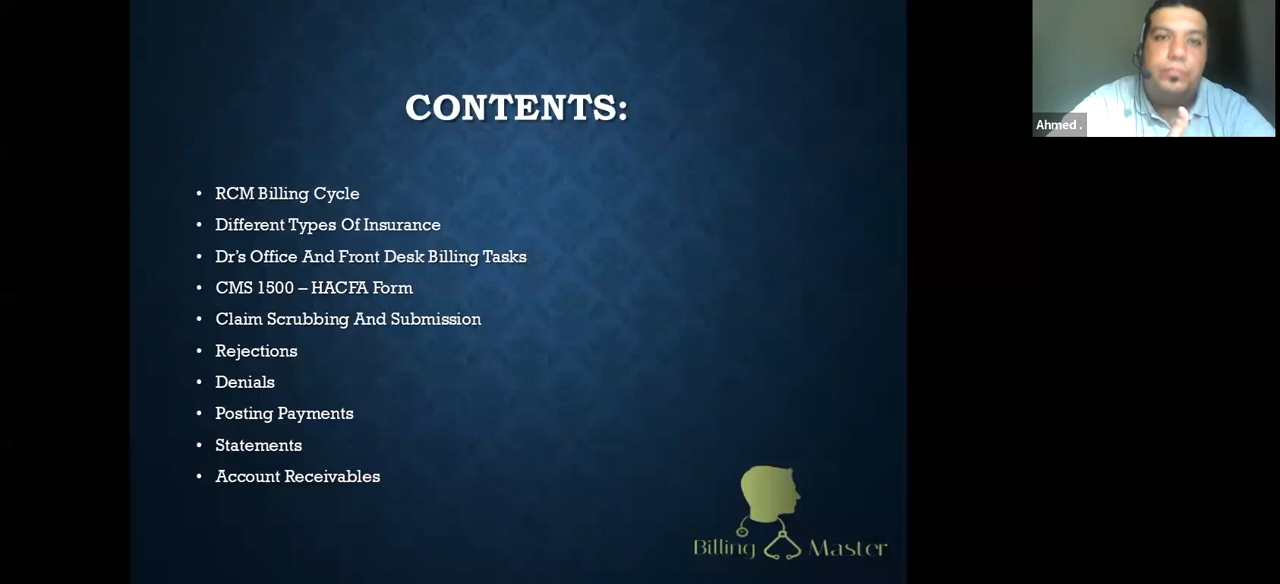 CONTENTS:
• RCM Billing Cycle
• Different Types Of Insurance
• Dr's Office And Front Desk Billing Tasks
• CMS 1500 – HACFA Form
• Claim Scrubbing And Submission
• Rejections
• Denials
• Posting Payments
• Statements
• Account Receivables
Billing Master
Ahmed .